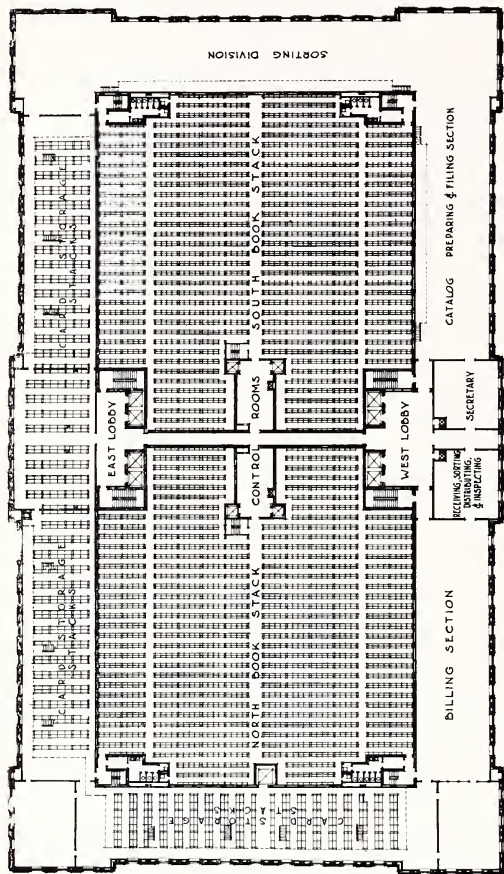 SORTING DIVISION
CARD STORAGE
STACKS
SOUTH BOOK STACK
CATALOG PREPARING & FILING SECTION
EAST LOBBY
CONTROL ROOMS
WEST LOBBY
SECRETARY
RECEIVING, SORTING
DISTRIBUTING,
& INSPECTING
CARD STORAGE
STACKS
NORTH BOOK STACK
BILLING SECTION
CARD STORAGE
STACKS